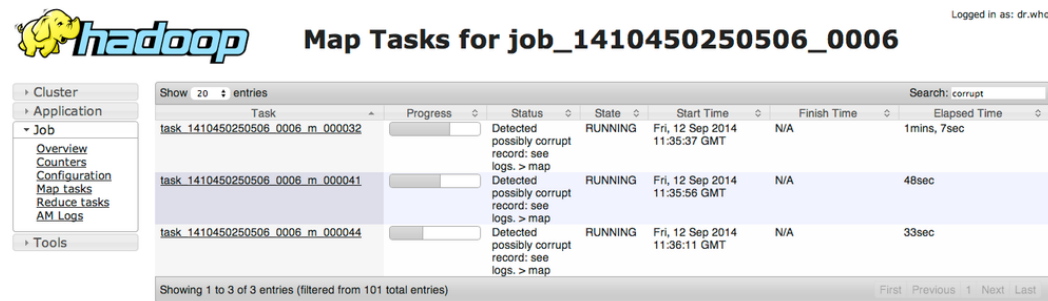 Logged in as: dr.who
hadoop
Map Tasks for job_1410450250506_0006
Cluster
Application
Job
Overview
Counters
Configuration
Map tasks
Reduce tasks
AM Logs
Tools
Show 20 entries
Search: corrupt
Task Progress Status State Start Time Finish Time Elapsed Time
task_1410450250506_0006_m_000032 Detected RUNNING Fri, 12 Sep 2014 N/A 1mins, 7sec
possibly corrupt 11:35:37 GMT
record: see
logs. > map
task_1410450250506_0006_m_000041 Detected RUNNING Fri, 12 Sep 2014 N/A 48sec
possibly corrupt 11:35:56 GMT
record: see
logs. > map
task_1410450250506_0006_m_000044 Detected RUNNING Fri, 12 Sep 2014 N/A 33sec
possibly corrupt 11:36:11 GMT
record: see
logs. > map
Showing 1 to 3 of 3 entries (filtered from 101 total entries)
First Previous 1 Next Last